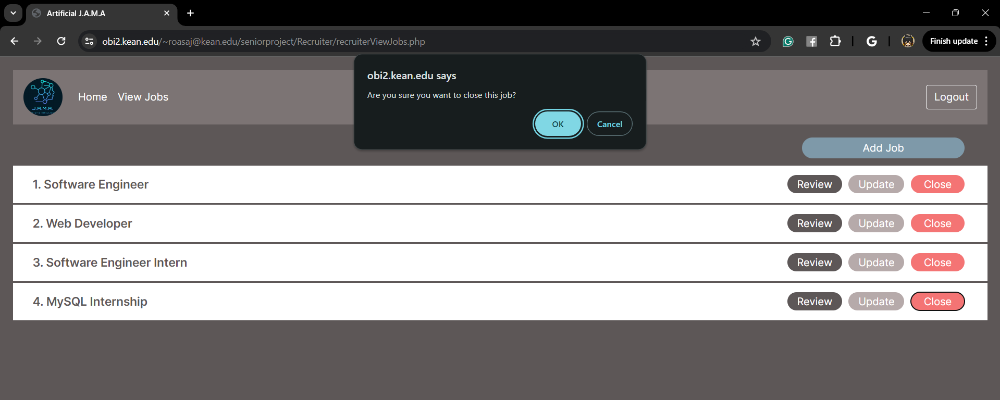 Artificial J.A.M.A
obi2.kean.edu/~roasaj@kean.edu/seniorproject/Recruiter/recruiterViewJobs.php
Finish update
obi2.kean.edu says
Are you sure you want to close this job?
OK Cancel
J.A.M.A.
Home View Jobs
Logout
Add Job
1. Software Engineer Review Update Close
2. Web Developer Review Update Close
3. Software Engineer Intern Review Update Close
4. MySQL Internship Review Update Close